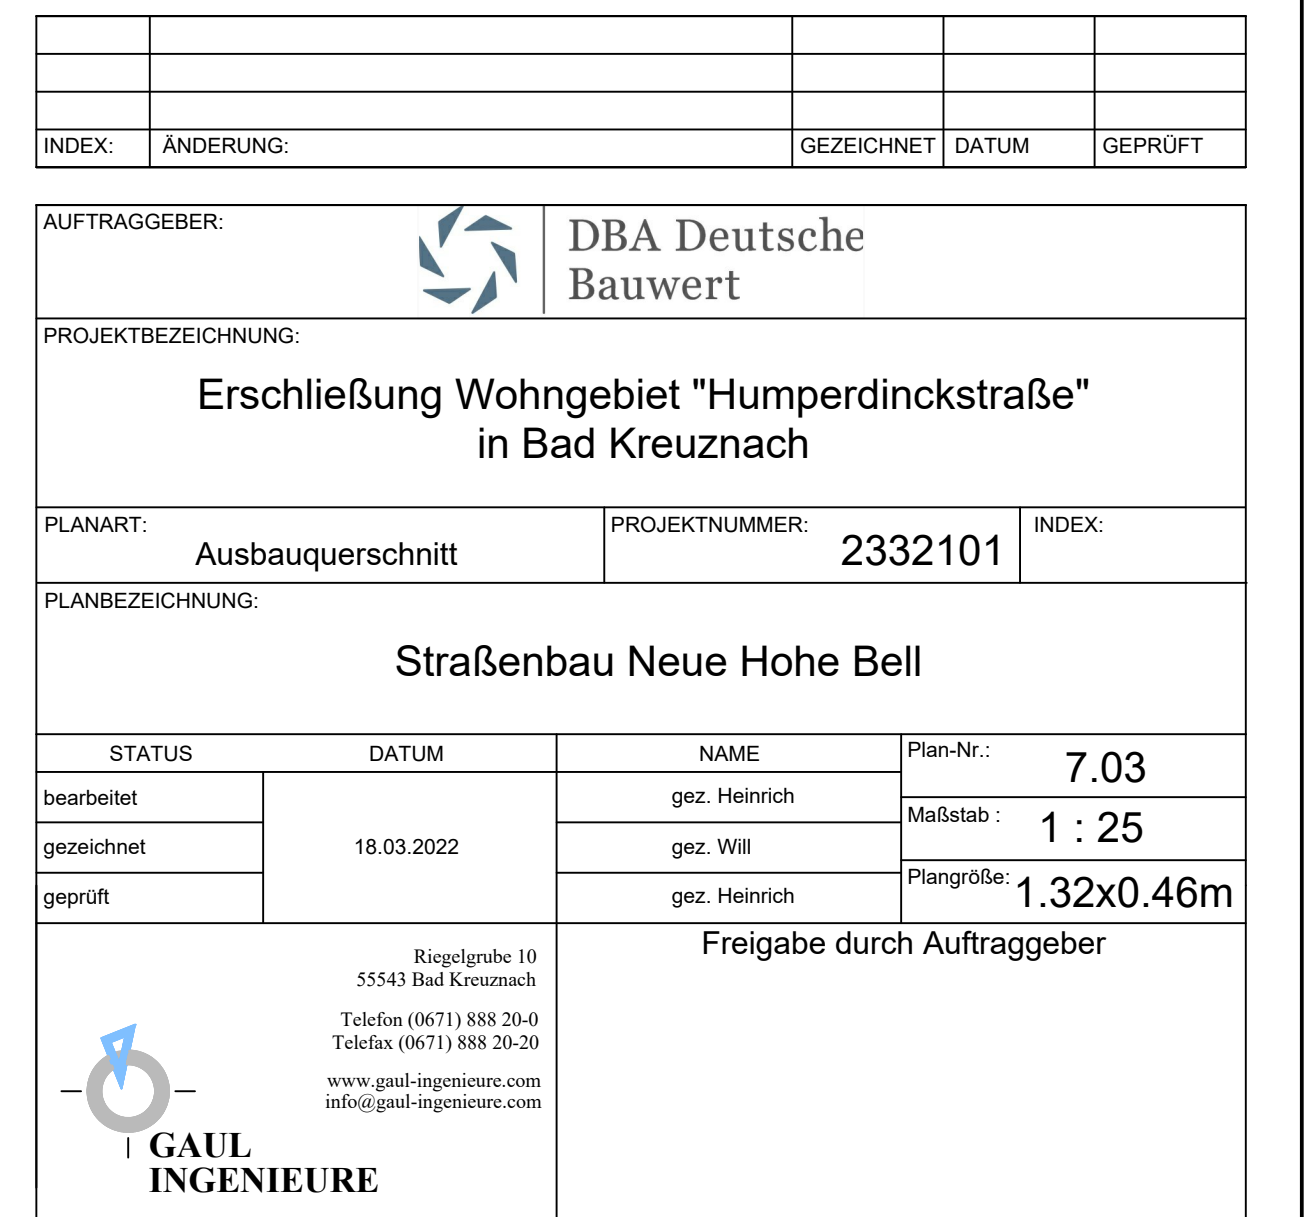 INDEX: ÄNDERUNG: GEZEICHNET DATUM GEPRÜFT
AUFTRAGGEBER:
DBA Deutsche
Bauwert
PROJEKTBEZEICHNUNG:
Erschließung Wohngebiet "Humperdinckstraße"
in Bad Kreuznach
PLANART:
Ausbauquerschnitt
PROJEKTNUMMER:
2332101
INDEX:
PLANBEZEICHNUNG:
Straßenbau Neue Hohe Bell
STATUS DATUM NAME
bearbeitet gez. Heinrich
gezeichnet 18.03.2022 gez. Will
geprüft gez. Heinrich
Plan-Nr.: 7.03
Maßstab : 1 : 25
Plangröße: 1.32x0.46m
Riegelgrube 10
55543 Bad Kreuznach
Telefon (0671) 888 20-0
Telefax (0671) 888 20-20
www.gaul-ingenieure.com
info@gaul-ingenieure.com
GAUL
INGENIEURE
Freigabe durch Auftraggeber